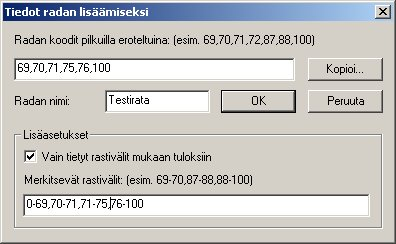 Tiedot radan lisäämiseksi
Radan koodit pilkuilla eroteltuina: (esim. 69,70,71,72,87,88,100)
69,70,71,75,76,100
Kopioi...
Radan nimi:
Testirata
OK
Peruuta
Lisäasetukset
Vain tietyt rastivälit mukaan tuloksiin
Merkitsevät rastivälit: (esim. 69-70,87-88,88-100)
0-69,70-71,71-75,76-100